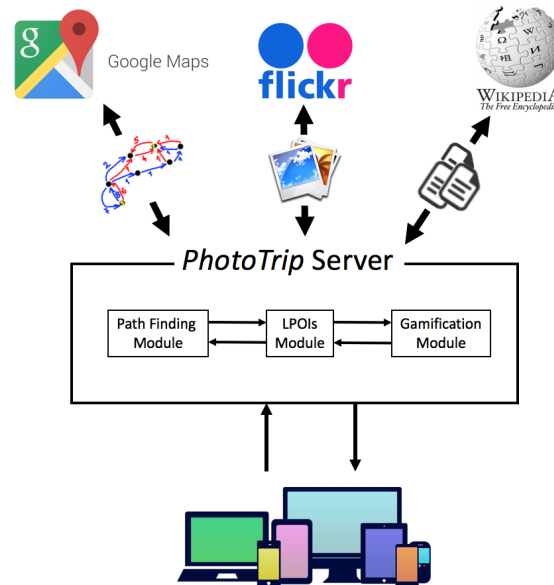 g
Google Maps
flickr
WIKIPEDIA
The Free Encyclopedia
PhotoTrip Server
Path Finding
Module
LPOIs
Module
Gamification
Module